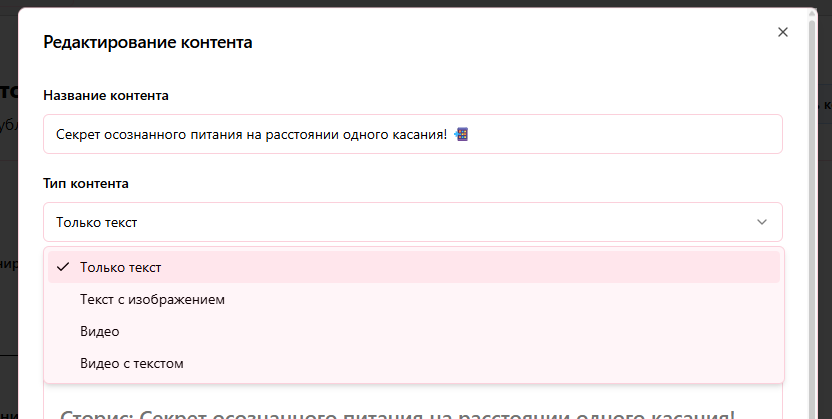 Редактирование контента
Название контента
Секрет осознанного питания на расстоянии одного касания! 📲
Тип контента
Только текст
Только текст
Текст с изображением
Видео
Видео с текстом
Сторис: Секрет осознанного питания на расстоянии одного касания!